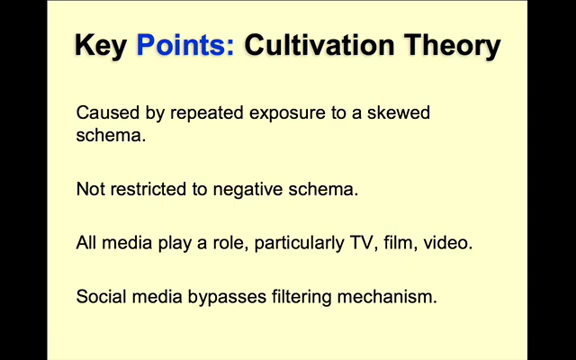 Key Points: Cultivation Theory
Caused by repeated exposure to a skewed
schema.
Not restricted to negative schema.
All media play a role, particularly TV, film, video.
Social media bypasses filtering mechanism.